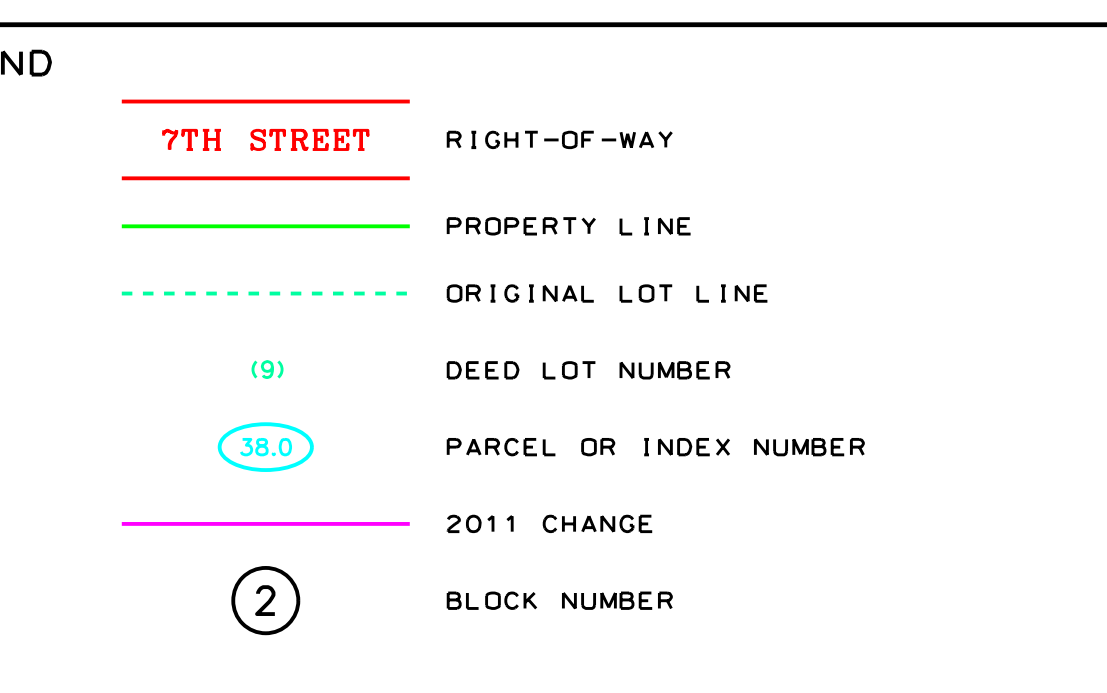 ND
7TH STREET RIGHT-OF-WAY
PROPERTY LINE
ORIGINAL LOT LINE
(9) DEED LOT NUMBER
38.0 PARCEL OR INDEX NUMBER
2011 CHANGE
2 BLOCK NUMBER